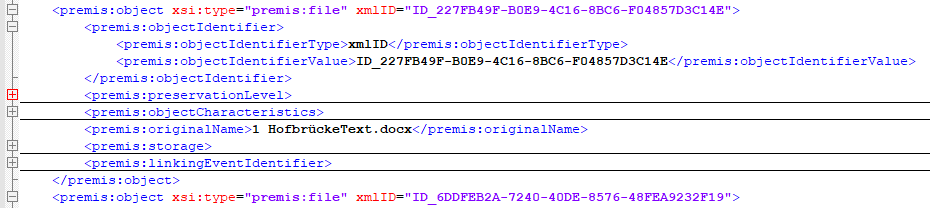 <premis:object xsi:type="premis:file" xmlID="ID_227FB49F-B0E9-4C16-8BC6-F04857D3C14E">
<premis:objectIdentifier>
<premis:objectIdentifierType>xmlID</premis:objectIdentifierType>
<premis:objectIdentifierValue>ID_227FB49F-B0E9-4C16-8BC6-F04857D3C14E</premis:objectIdentifierValue>
</premis:objectIdentifier>
<premis:preservationLevel>
<premis:objectCharacteristics>
<premis:originalName>1 HofbrückeText.docx</premis:originalName>
<premis:storage>
<premis:linkingEventIdentifier>
</premis:object>
<premis:object xsi:type="premis:file" xmlID="ID_6DDFEB2A-7240-40DE-8576-48FEA9232F19">